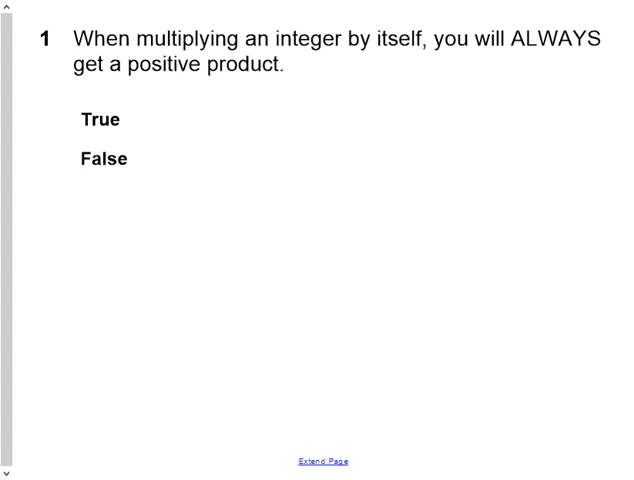 1 When multiplying an integer by itself, you will ALWAYS
get a positive product.
True
False
Extend Page